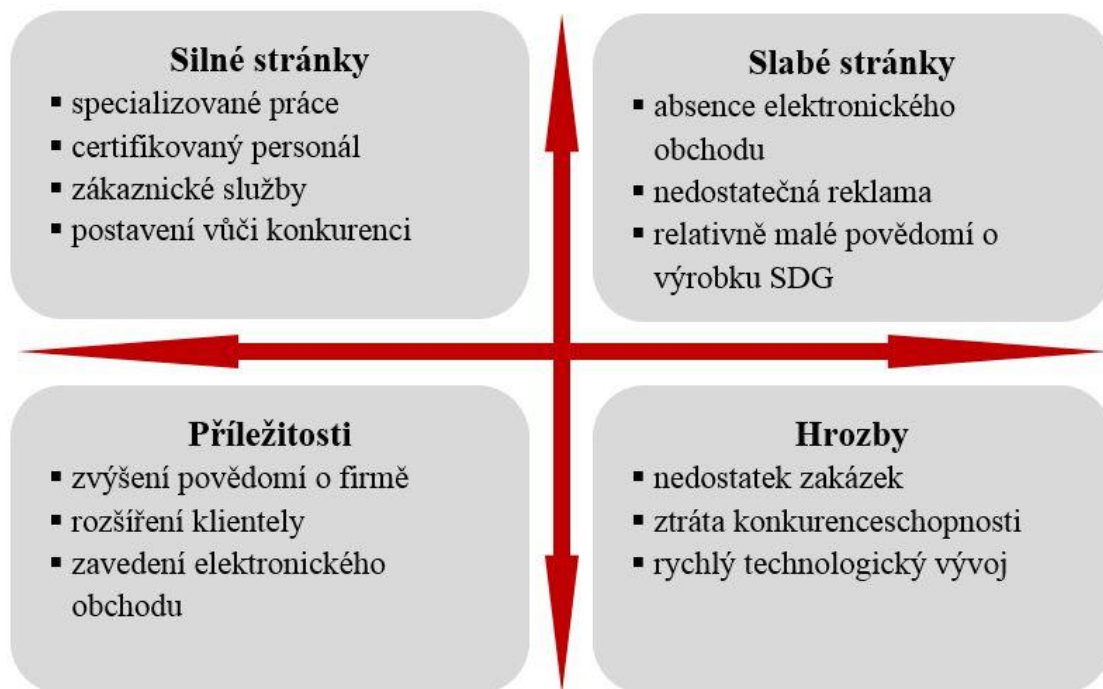 Silné stránky
▪ specializované práce
▪ certifikovaný personál
▪ zákaznické služby
▪ postavení vůči konkurenci
Slabé stránky
▪ absence elektronického
obchodu
▪ nedostatečná reklama
▪ relativně malé povědomí o
výrobku SDG
Příležitosti
▪ zvýšení povědomí o firmě
▪ rozšíření klientely
▪ zavedení elektronického
obchodu
Hrozby
▪ nedostatek zakázek
▪ ztráta konkurenceschopnosti
▪ rychlý technologický vývoj